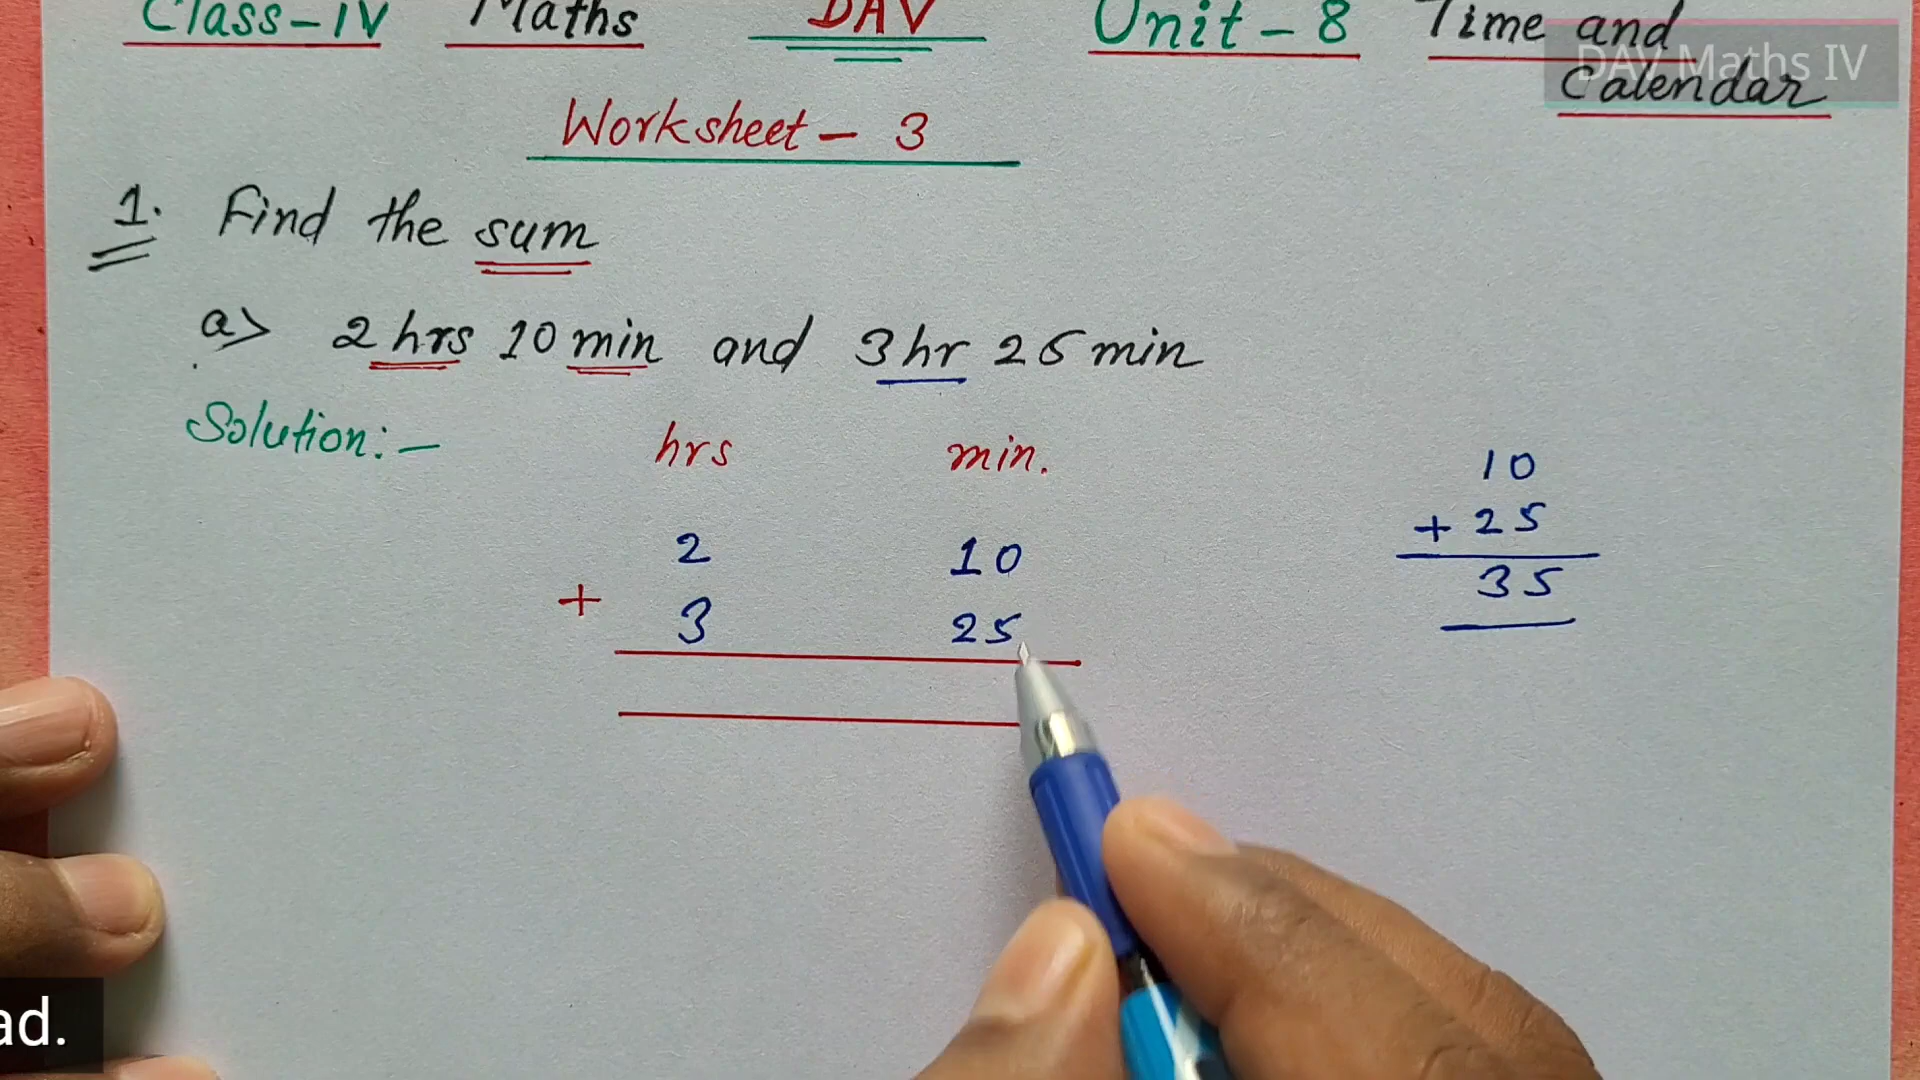 Class-IV Maths DAV Unit-8 Time and
Calendar
DAV Maths IV
Worksheet - 3
1. Find the sum
a> 2 hrs 10 min and 3 hr 25 min
Solution:-
hrs min.
2 10
+ 3 25
10
+ 25
35
ad.